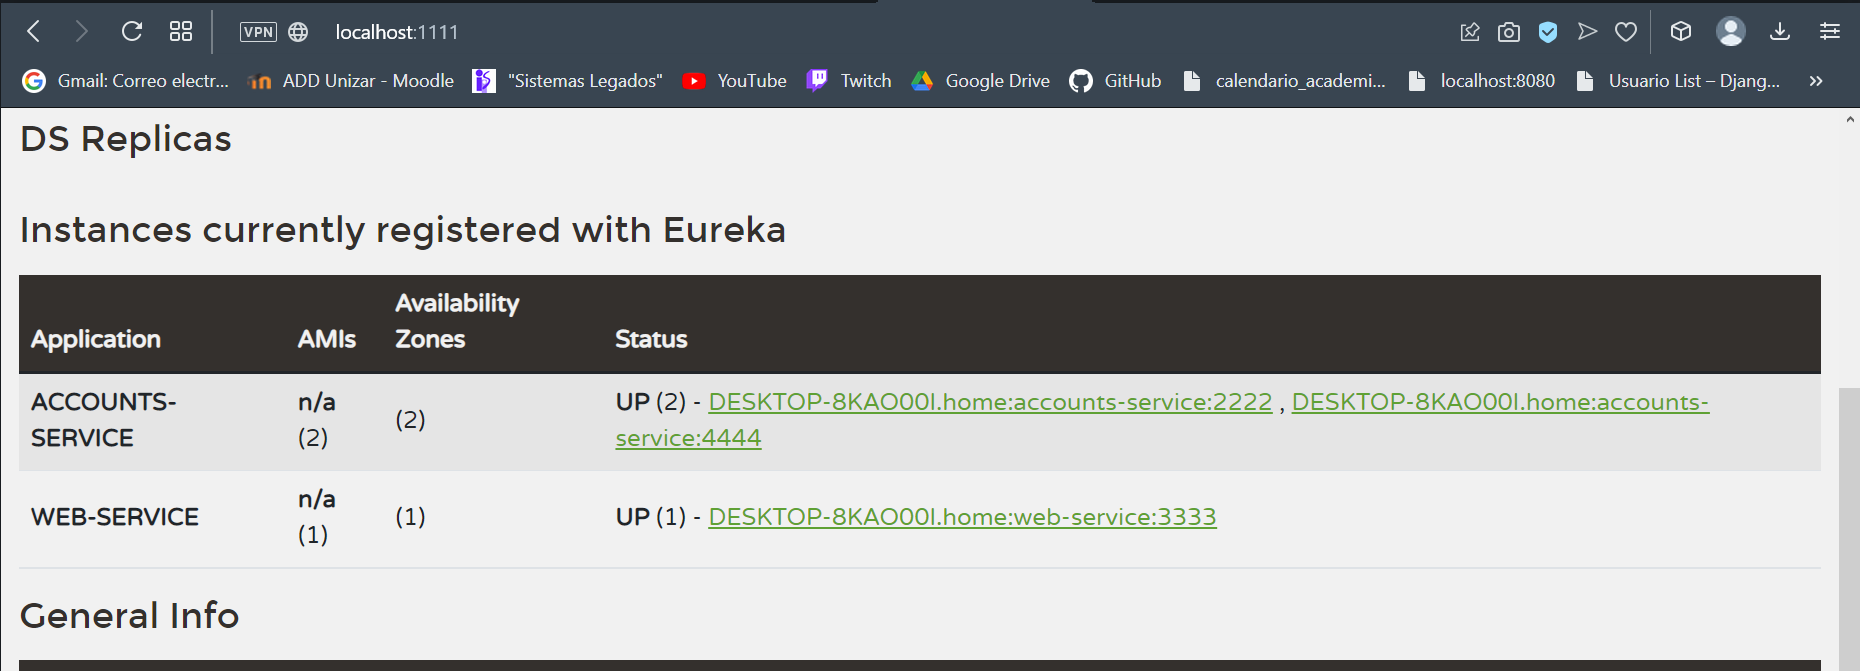 VPN localhost:1111
Gmail: Correo electr... ADD Unizar - Moodle "Sistemas Legados" YouTube Twitch Google Drive GitHub calendario_academi... localhost:8080 Usuario List – Djang... »
DS Replicas
Instances currently registered with Eureka
Application AMIs Availability Zones Status
ACCOUNTS-SERVICE n/a (2) (2) UP (2) - DESKTOP-8KAO00I.home:accounts-service:2222 , DESKTOP-8KAO00I.home:accounts-service:4444
WEB-SERVICE n/a (1) (1) UP (1) - DESKTOP-8KAO00I.home:web-service:3333
General Info